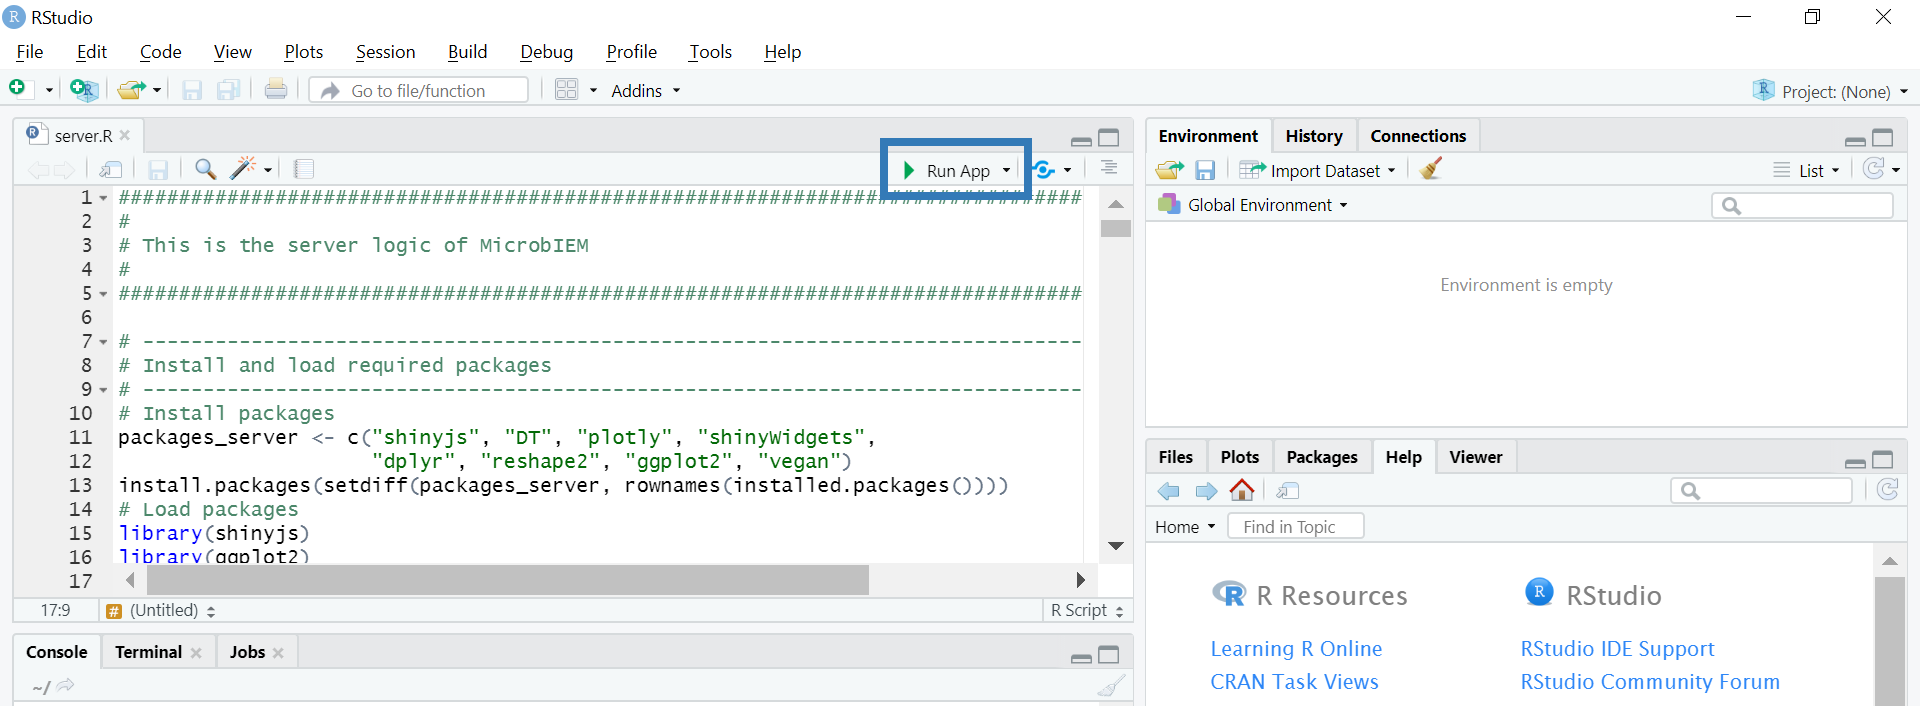 R RStudio
File Edit Code View Plots Session Build Debug Profile Tools Help
Go to file/function Addins Project: (None)
server.R
Run App
1 ################################################################################
2 #
3 # This is the server logic of MicrobIEM
4 #
5 ################################################################################
6
7 # ------------------------------------------------------------------------------
8 # Install and load required packages
9 # ------------------------------------------------------------------------------
10 # Install packages
11 packages_server <- c("shinyjs", "DT", "plotly", "shinyWidgets",
12 "dplyr", "reshape2", "ggplot2", "vegan")
13 install.packages(setdiff(packages_server, rownames(installed.packages())))
14 # Load packages
15 library(shinyjs)
16 library(ggplot2)
17
17:9 # (Untitled) R Script
Console Terminal Jobs
~/
Environment History Connections
Import Dataset List
Global Environment
Environment is empty
Files Plots Packages Help Viewer
Home Find in Topic
R R Resources R RStudio
Learning R Online RStudio IDE Support
CRAN Task Views RStudio Community Forum